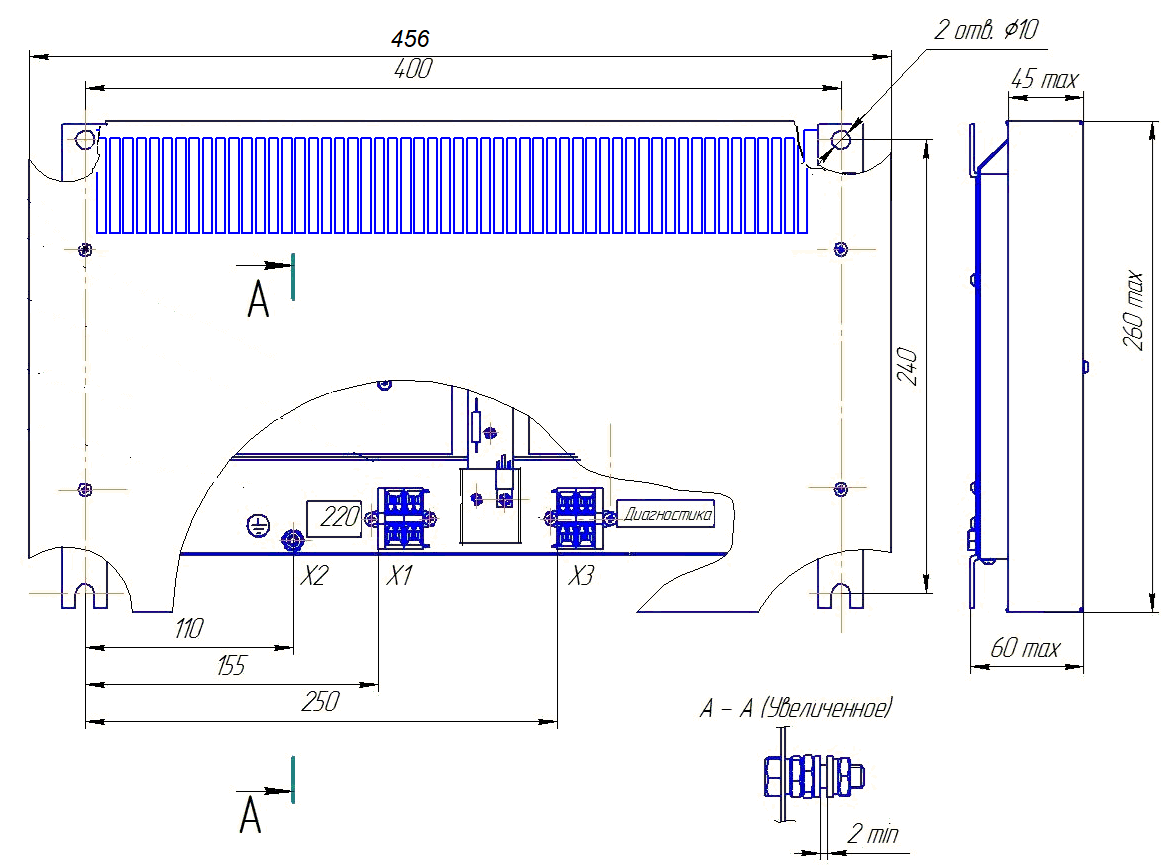 456
2 отв. ϕ10
400
45 max
А
260 max
240
220
Диагностика
X2
X1
X3
110
155
250
60 max
А – А (Увеличенное)
А
2 min